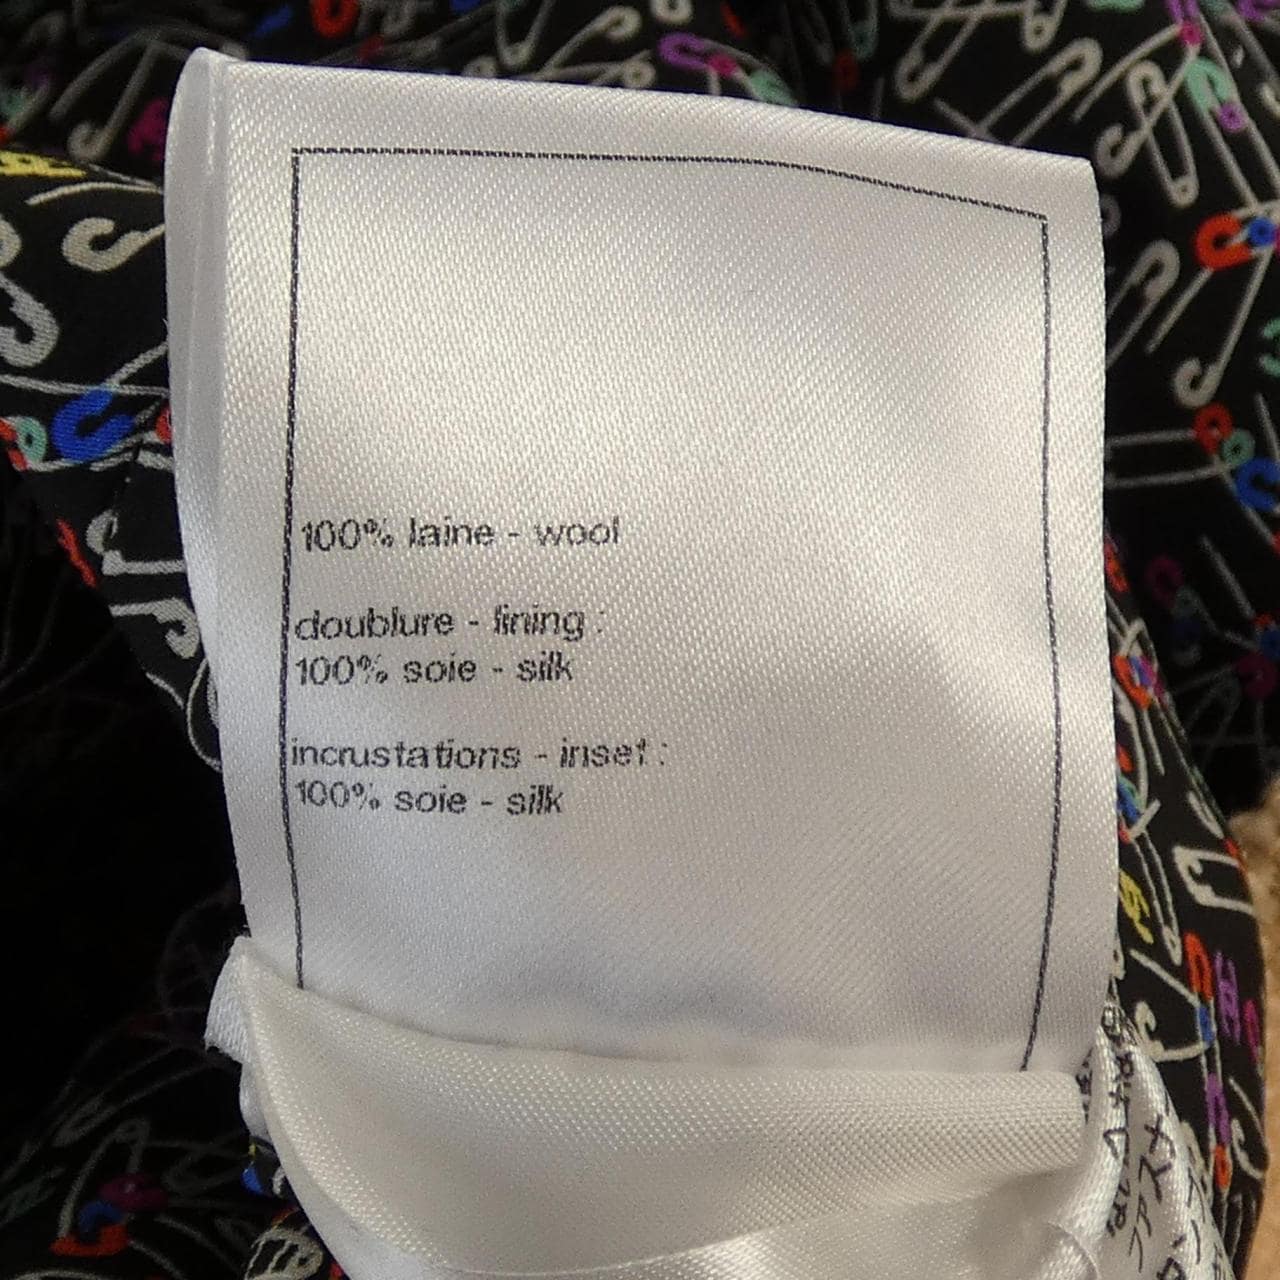 100% laine - wool
doublure - lining :
100% soie - silk
incrustations - inset :
100% soie - silk